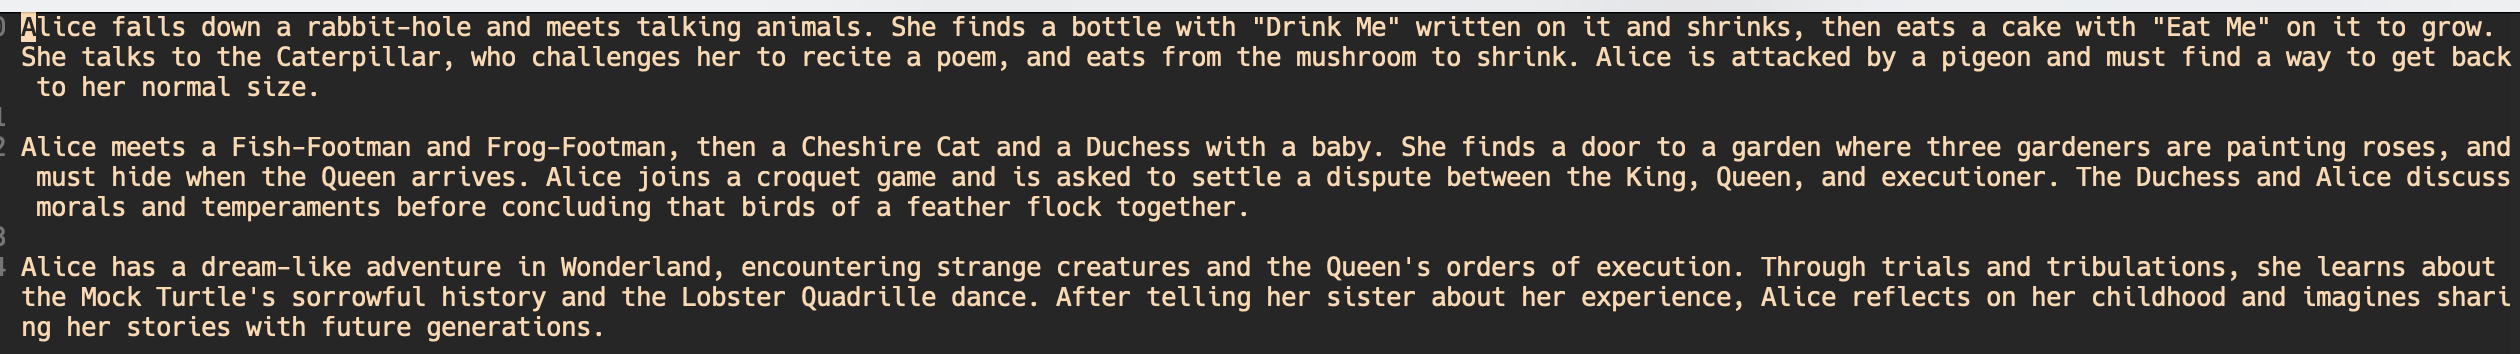 0 Alice falls down a rabbit-hole and meets talking animals. She finds a bottle with "Drink Me" written on it and shrinks, then eats a cake with "Eat Me" on it to grow.
She talks to the Caterpillar, who challenges her to recite a poem, and eats from the mushroom to shrink. Alice is attacked by a pigeon and must find a way to get back
to her normal size.
1
2 Alice meets a Fish-Footman and Frog-Footman, then a Cheshire Cat and a Duchess with a baby. She finds a door to a garden where three gardeners are painting roses, and
must hide when the Queen arrives. Alice joins a croquet game and is asked to settle a dispute between the King, Queen, and executioner. The Duchess and Alice discuss
morals and temperaments before concluding that birds of a feather flock together.
3
4 Alice has a dream-like adventure in Wonderland, encountering strange creatures and the Queen's orders of execution. Through trials and tribulations, she learns about
the Mock Turtle's sorrowful history and the Lobster Quadrille dance. After telling her sister about her experience, Alice reflects on her childhood and imagines shari
ng her stories with future generations.